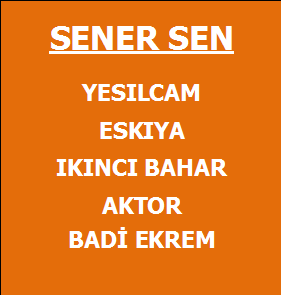 SENER SEN
YESILCAM
ESKIYA
IKINCI BAHAR
AKTOR
BADİ EKREM